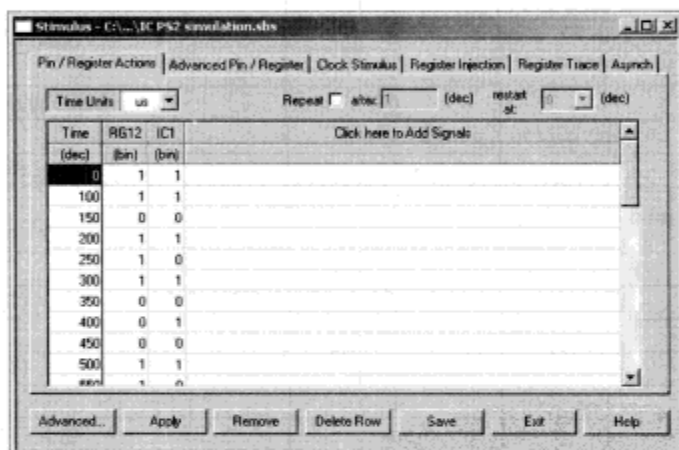 Stimulus - C:\...\IC PS2 simulation.sbs
Pin / Register Actions Advanced Pin / Register Clock Stimulus Register Injection Register Trace Asynch
Time Units us Repeat after 1 (dec) restart at: 0 (dec)
Time RG12 IC1 Click here to Add Signals
(dec) (bin) (bin)
0 1 1
100 1 1
150 0 0
200 1 1
250 1 0
300 1 1
350 0 0
400 0 1
450 0 0
500 1 1
Advanced... Apply Remove Delete Row Save Exit Help